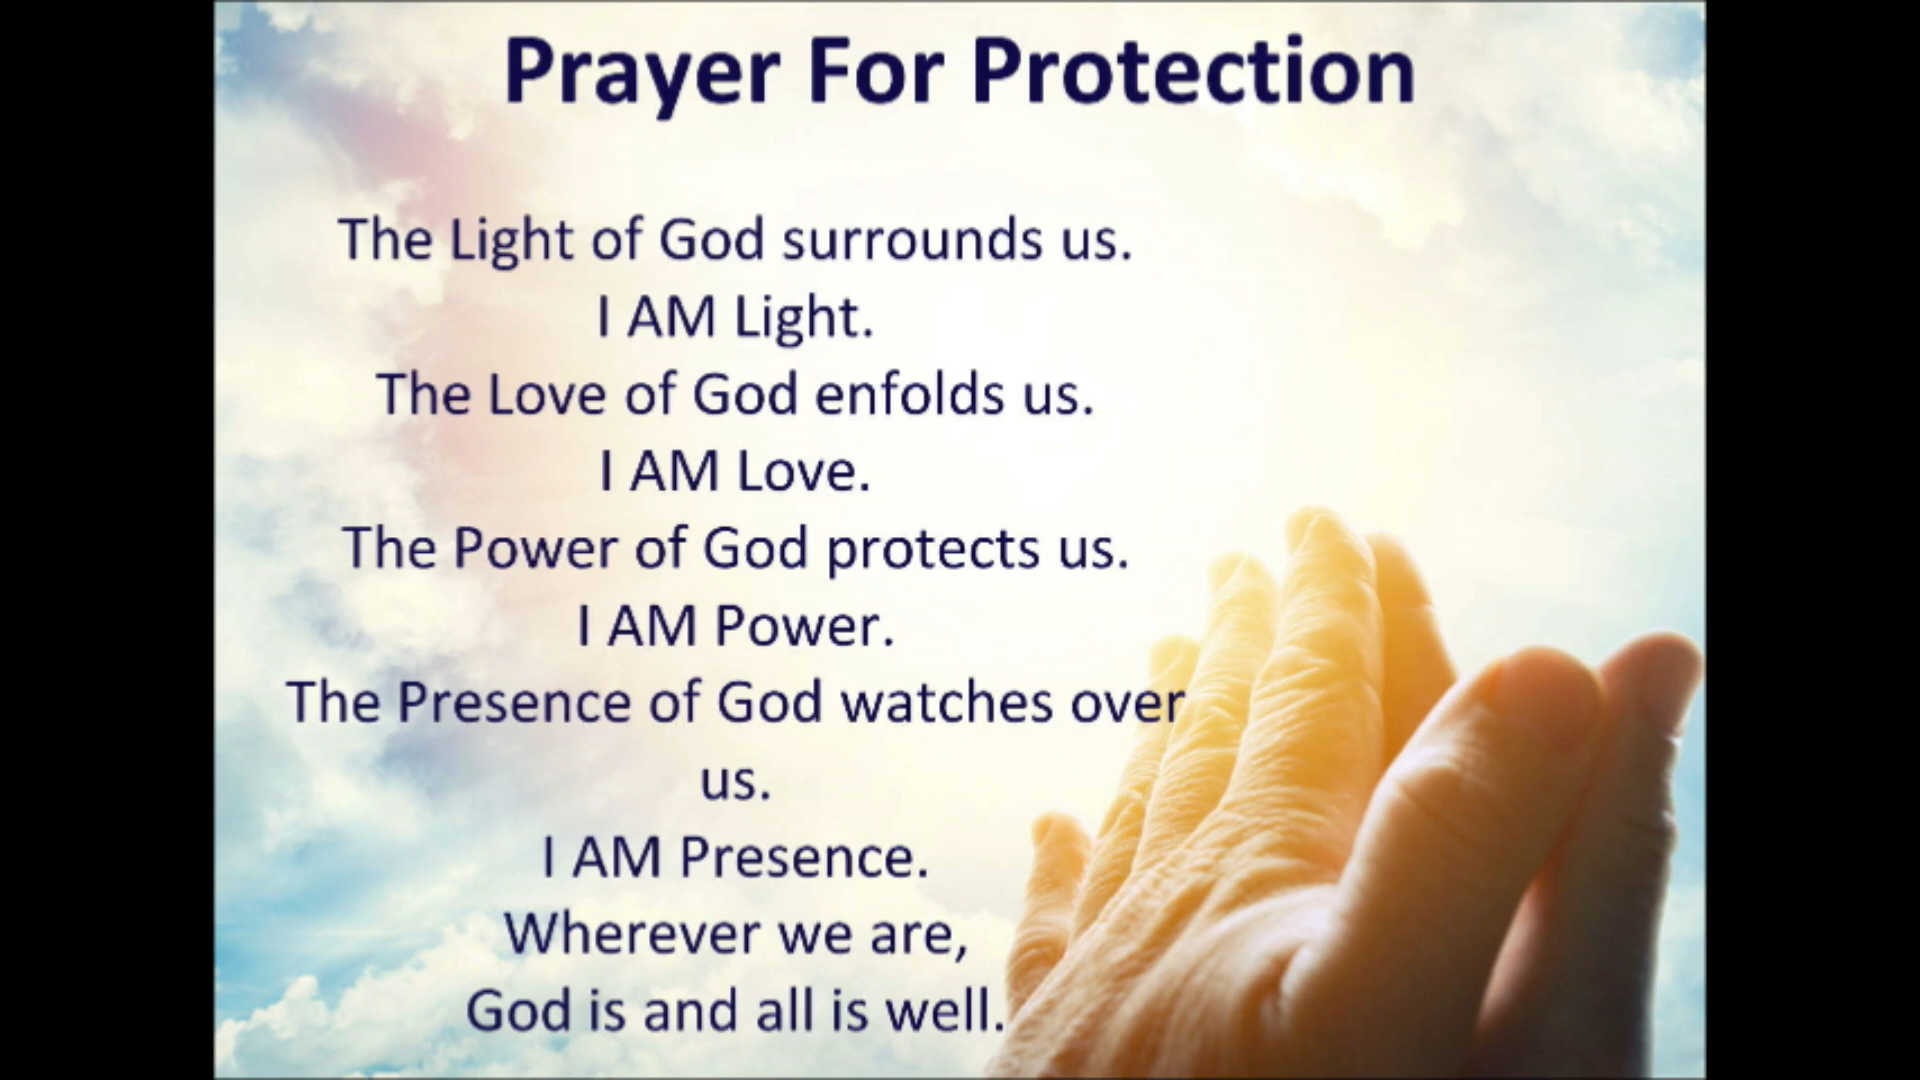 Prayer For Protection
The Light of God surrounds us.
I AM Light.
The Love of God enfolds us.
I AM Love.
The Power of God protects us.
I AM Power.
The Presence of God watches over
us.
I AM Presence.
Wherever we are,
God is and all is well.